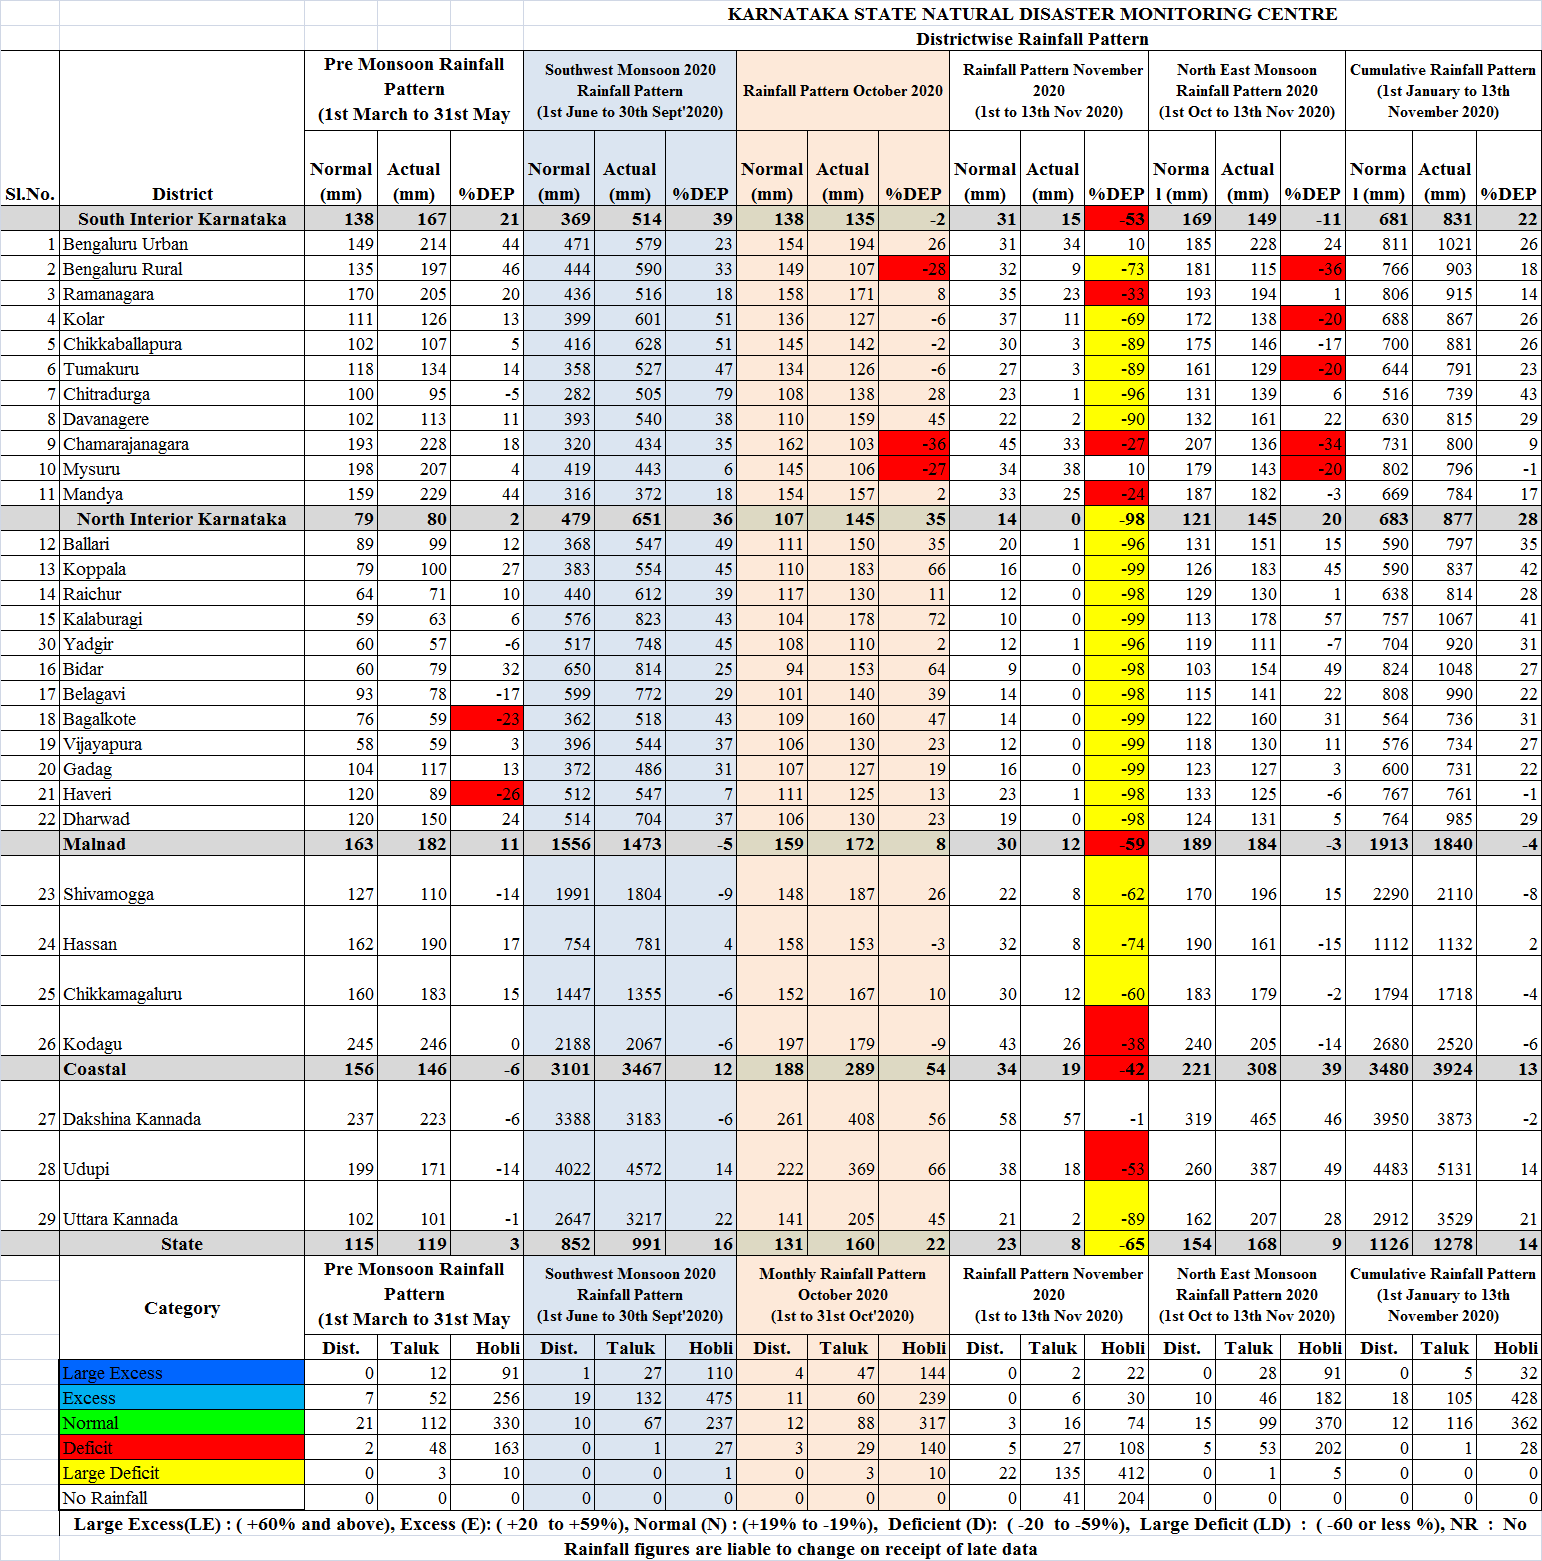 KARNATAKA STATE NATURAL DISASTER MONITORING CENTRE
Districtwise Rainfall Pattern
Sl.No. District Pre Monsoon Rainfall Pattern (1st March to 31st May Southwest Monsoon 2020 Rainfall Pattern (1st June to 30th Sept'2020) Rainfall Pattern October 2020 Rainfall Pattern November 2020 (1st to 13th Nov 2020) North East Monsoon Rainfall Pattern 2020 (1st Oct to 13th Nov 2020) Cumulative Rainfall Pattern (1st January to 13th November 2020)
Normal (mm) Actual (mm) %DEP Normal (mm) Actual (mm) %DEP Normal (mm) Actual (mm) %DEP Normal (mm) Actual (mm) %DEP Norma l (mm) Actual (mm) %DEP Norma l (mm) Actual (mm) %DEP
South Interior Karnataka 138 167 21 369 514 39 138 135 -2 31 15 -53 169 149 -11 681 831 22
1 Bengaluru Urban 149 214 44 471 579 23 154 194 26 31 34 10 185 228 24 811 1021 26
2 Bengaluru Rural 135 197 46 444 590 33 149 107 -28 32 9 -73 181 115 -36 766 903 18
3 Ramanagara 170 205 20 436 516 18 158 171 8 35 23 -33 193 194 1 806 915 14
4 Kolar 111 126 13 399 601 51 136 127 -6 37 11 -69 172 138 -20 688 867 26
5 Chikkaballapura 102 107 5 416 628 51 145 142 -2 30 3 -89 175 146 -17 700 881 26
6 Tumakuru 118 134 14 358 527 47 134 126 -6 27 3 -89 161 129 -20 644 791 23
7 Chitradurga 100 95 -5 282 505 79 108 138 28 23 1 -96 131 139 6 516 739 43
8 Davanagere 102 113 11 393 540 38 110 159 45 22 2 -90 132 161 22 630 815 29
9 Chamarajanagara 193 228 18 320 434 35 162 103 -36 45 33 -27 207 136 -34 731 800 9
10 Mysuru 198 207 4 419 443 6 145 106 -27 34 38 10 179 143 -20 802 796 -1
11 Mandya 159 229 44 316 372 18 154 157 2 33 25 -24 187 182 -3 669 784 17
North Interior Karnataka 79 80 2 479 651 36 107 145 35 14 0 -98 121 145 20 683 877 28
12 Ballari 89 99 12 368 547 49 111 150 35 20 1 -96 131 151 15 590 797 35
13 Koppala 79 100 27 383 554 45 110 183 66 16 0 -99 126 183 45 590 837 42
14 Raichur 64 71 10 440 612 39 117 130 11 12 0 -98 129 130 1 638 814 28
15 Kalaburagi 59 63 6 576 823 43 104 178 72 10 0 -99 113 178 57 757 1067 41
30 Yadgir 60 57 -6 517 748 45 108 110 2 12 1 -96 119 111 -7 704 920 31
16 Bidar 60 79 32 650 814 25 94 153 64 9 0 -98 103 154 49 824 1048 27
17 Belagavi 93 78 -17 599 772 29 101 140 39 14 0 -98 115 141 22 808 990 22
18 Bagalkote 76 59 -23 362 518 43 109 160 47 14 0 -99 122 160 31 564 736 31
19 Vijayapura 58 59 3 396 544 37 106 130 23 12 0 -99 118 130 11 576 734 27
20 Gadag 104 117 13 372 486 31 107 127 19 16 0 -99 123 127 3 600 731 22
21 Haveri 120 89 -26 512 547 7 111 125 13 23 1 -98 133 125 -6 767 761 -1
22 Dharwad 120 150 24 514 704 37 106 130 23 19 0 -98 124 131 5 764 985 29
Malnad 163 182 11 1556 1473 -5 159 172 8 30 12 -59 189 184 -3 1913 1840 -4
23 Shivamogga 127 110 -14 1991 1804 -9 148 187 26 22 8 -62 170 196 15 2290 2110 -8
24 Hassan 162 190 17 754 781 4 158 153 -3 32 8 -74 190 161 -15 1112 1132 2
25 Chikkamagaluru 160 183 15 1447 1355 -6 152 167 10 30 12 -60 183 179 -2 1794 1718 -4
26 Kodagu 245 246 0 2188 2067 -6 197 179 -9 43 26 -38 240 205 -14 2680 2520 -6
Coastal 156 146 -6 3101 3467 12 188 289 54 34 19 -42 221 308 39 3480 3924 13
27 Dakshina Kannada 237 223 -6 3388 3183 -6 261 408 56 58 57 -1 319 465 46 3950 3873 -2
28 Udupi 199 171 -14 4022 4572 14 222 369 66 38 18 -53 260 387 49 4483 5131 14
29 Uttara Kannada 102 101 -1 2647 3217 22 141 205 45 21 2 -89 162 207 28 2912 3529 21
State 115 119 3 852 991 16 131 160 22 23 8 -65 154 168 9 1126 1278 14
Category Pre Monsoon Rainfall Pattern (1st March to 31st May Southwest Monsoon 2020 Rainfall Pattern (1st June to 30th Sept'2020) Monthly Rainfall Pattern October 2020 (1st to 31st Oct'2020) Rainfall Pattern November 2020 (1st to 13th Nov 2020) North East Monsoon Rainfall Pattern 2020 (1st Oct to 13th Nov 2020) Cumulative Rainfall Pattern (1st January to 13th November 2020)
Dist. Taluk Hobli Dist. Taluk Hobli Dist. Taluk Hobli Dist. Taluk Hobli Dist. Taluk Hobli Dist. Taluk Hobli
Large Excess 0 12 91 1 27 110 4 47 144 0 2 22 0 28 91 0 5 32
Excess 7 52 256 19 132 475 11 60 239 0 6 30 10 46 182 18 105 428
Normal 21 112 330 10 67 237 12 88 317 3 16 74 15 99 370 12 116 362
Deficit 2 48 163 0 1 27 3 29 140 5 27 108 5 53 202 0 1 28
Large Deficit 0 3 10 0 0 1 0 3 10 22 135 412 0 1 5 0 0 0
No Rainfall 0 0 0 0 0 0 0 0 0 0 41 204 0 0 0 0 0 0
Large Excess(LE) : ( +60% and above), Excess (E): ( +20 to +59%), Normal (N) : (+19% to -19%), Deficient (D): ( -20 to -59%), Large Deficit (LD) : ( -60 or less %), NR : No
Rainfall figures are liable to change on receipt of late data